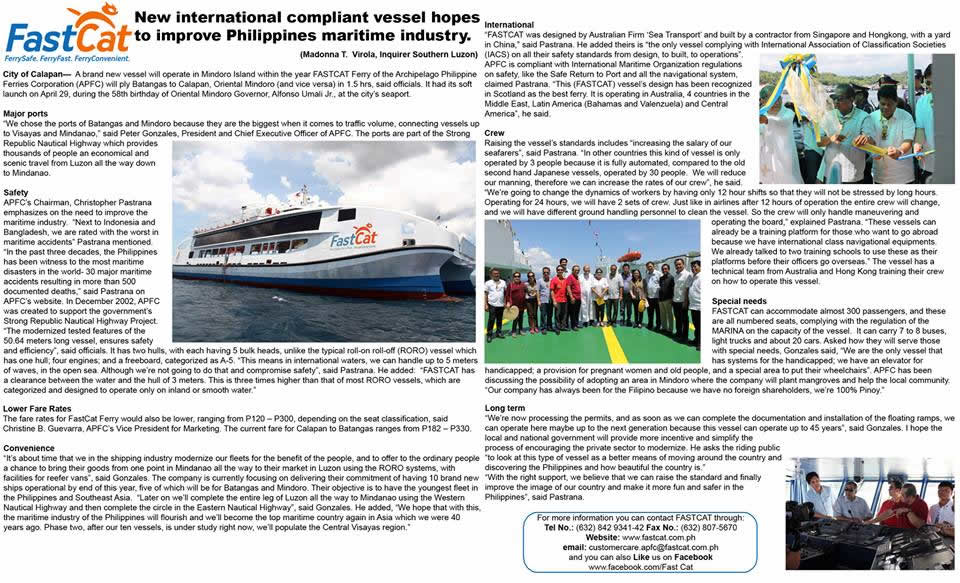 FastCat
FerrySafe. FerryFast. FerryConvenient.
New international compliant vessel hopes
to improve Philippines maritime industry.
(Madonna T. Virola, Inquirer Southern Luzon)
City of Calapan— A brand new vessel will operate in Mindoro Island within the year FASTCAT Ferry of the Archipelago Philippine
Ferries Corporation (APFC) will ply Batangas to Calapan, Oriental Mindoro (and vice versa) in 1.5 hrs, said officials. It had its soft
launch on April 29, during the 58th birthday of Oriental Mindoro Governor, Alfonso Umali Jr., at the city's seaport.
Major ports
“We chose the ports of Batangas and Mindoro because they are the biggest when it comes to traffic volume, connecting vessels up
to Visayas and Mindanao,” said Peter Gonzales, President and Chief Executive Officer of APFC. The ports are part of the Strong
Republic Nautical Highway which provides
thousands of people an economical and
scenic travel from Luzon all the way down
to Mindanao.
Safety
APFC's Chairman, Christopher Pastrana
emphasizes on the need to improve the
maritime industry. “Next to Indonesia and
Bangladesh, we are rated with the worst in
maritime accidents” Pastrana mentioned.
“In the past three decades, the Philippines
has been witness to the most maritime
disasters in the world- 30 major maritime
accidents resulting in more than 500
documented deaths,” said Pastrana on
APFC's website. In December 2002, APFC
was created to support the government's
Strong Republic Nautical Highway Project.
“The modernized tested features of the
50.64 meters long vessel, ensures safety
and efficiency”, said officials. It has two hulls, with each having 5 bulk heads, unlike the typical roll-on roll-off (RORO) vessel which
has one hull; four engines; and a freeboard, categorized as A-5. “This means in international waters, we can handle up to 5 meters
of waves, in the open sea. Although we're not going to do that and compromise safety”, said Pastrana. He added: “FASTCAT has
a clearance between the water and the hull of 3 meters. This is three times higher than that of most RORO vessels, which are
categorized and designed to operate only on inland or smooth water.”
FastCat
Lower Fare Rates
The fare rates for FastCat Ferry would also be lower, ranging from P120 – P300, depending on the seat classification, said
Christine B. Guevarra, APFC's Vice President for Marketing. The current fare for Calapan to Batangas ranges from P182 – P330.
Convenience
“It's about time that we in the shipping industry modernize our fleets for the benefit of the people, and to offer to the ordinary people
a chance to bring their goods from one point in Mindanao all the way to their market in Luzon using the RORO systems, with
facilities for reefer vans”, said Gonzales. The company is currently focusing on delivering their commitment of having 10 brand new
ships operational by end of this year, five of which will be for Batangas and Mindoro. Their objective is to have the youngest fleet in
the Philippines and Southeast Asia. “Later on we'll complete the entire leg of Luzon all the way to Mindanao using the Western
Nautical Highway and then complete the circle in the Eastern Nautical Highway”, said Gonzales. He added, “We hope that with this,
the maritime industry of the Philippines will flourish and we'll become the top maritime country again in Asia which we were 40
years ago. Phase two, after our ten vessels, is under study right now, we'll populate the Central Visayas region.”
International
“FASTCAT was designed by Australian Firm ‘Sea Transport’ and built by a contractor from Singapore and Hongkong, with a yard
in China,” said Pastrana. He added theirs is “the only vessel complying with International Association of Classification Societies
(IACS) on all their safety standards from design, to built, to operations”.
APFC is compliant with International Maritime Organization regulations
on safety, like the Safe Return to Port and all the navigational system,
claimed Pastrana. “This (FASTCAT) vessel's design has been recognized
in Scotland as the best ferry. It is operating in Australia, 4 countries in the
Middle East, Latin America (Bahamas and Valenzuela) and Central
America”, he said.
Crew
Raising the vessel's standards includes “increasing the salary of our
seafarers”, said Pastrana. “In other countries this kind of vessel is only
operated by 3 people because it is fully automated, compared to the old
second hand Japanese vessels, operated by 30 people. We will reduce
our manning, therefore we can increase the rates of our crew”, he said.
“We're going to change the dynamics of workers by having only 12 hour shifts so that they will not be stressed by long hours.
Operating for 24 hours, we will have 2 sets of crew. Just like in airlines after 12 hours of operation the entire crew will change,
and we will have different ground handling personnel to clean the vessel. So the crew will only handle maneuvering and
operating the board,” explained Pastrana. “These vessels can
already be a training platform for those who want to go abroad
because we have international class navigational equipments.
We already talked to two training schools to use these as their
platforms before their officers go overseas.” The vessel has a
technical team from Australia and Hong Kong training their crew
on how to operate this vessel.
Special needs
FASTCAT can accommodate almost 300 passengers, and these
are all numbered seats, complying with the regulation of the
MARINA on the capacity of the vessel. It can carry 7 to 8 buses,
light trucks and about 20 cars. Asked how they will serve those
with special needs, Gonzales said, “We are the only vessel that
has systems for the handicapped; we have an elevator for
handicapped; a provision for pregnant women and old people, and a special area to put their wheelchairs”. APFC has been
discussing the possibility of adopting an area in Mindoro where the company will plant mangroves and help the local community.
“Our company has always been for the Filipino because we have no foreign shareholders, we're 100% Pinoy.”
Long term
“We're now processing the permits, and as soon as we can complete the documentation and installation of the floating ramps, we
can operate here maybe up to the next generation because this vessel can operate up to 45 years”, said Gonzales. I hope the
local and national government will provide more incentive and simplify the
process of encouraging the private sector to modernize. He asks the riding public
“to look at this type of vessel as a better means of moving around the country and
discovering the Philippines and how beautiful the country is.”
“With the right support, we believe that we can raise the standard and finally
improve the image of our country and make it more fun and safer in the
Philippines”, said Pastrana.
For more information you can contact FASTCAT through:
Tel No.: (632) 842 9341-42 Fax No.: (632) 807-5670
Website: www.fastcat.com.ph
email: customercare.apfc@fastcat.com.ph
and you can also Like us on Facebook
www.facebook.com/Fast Cat